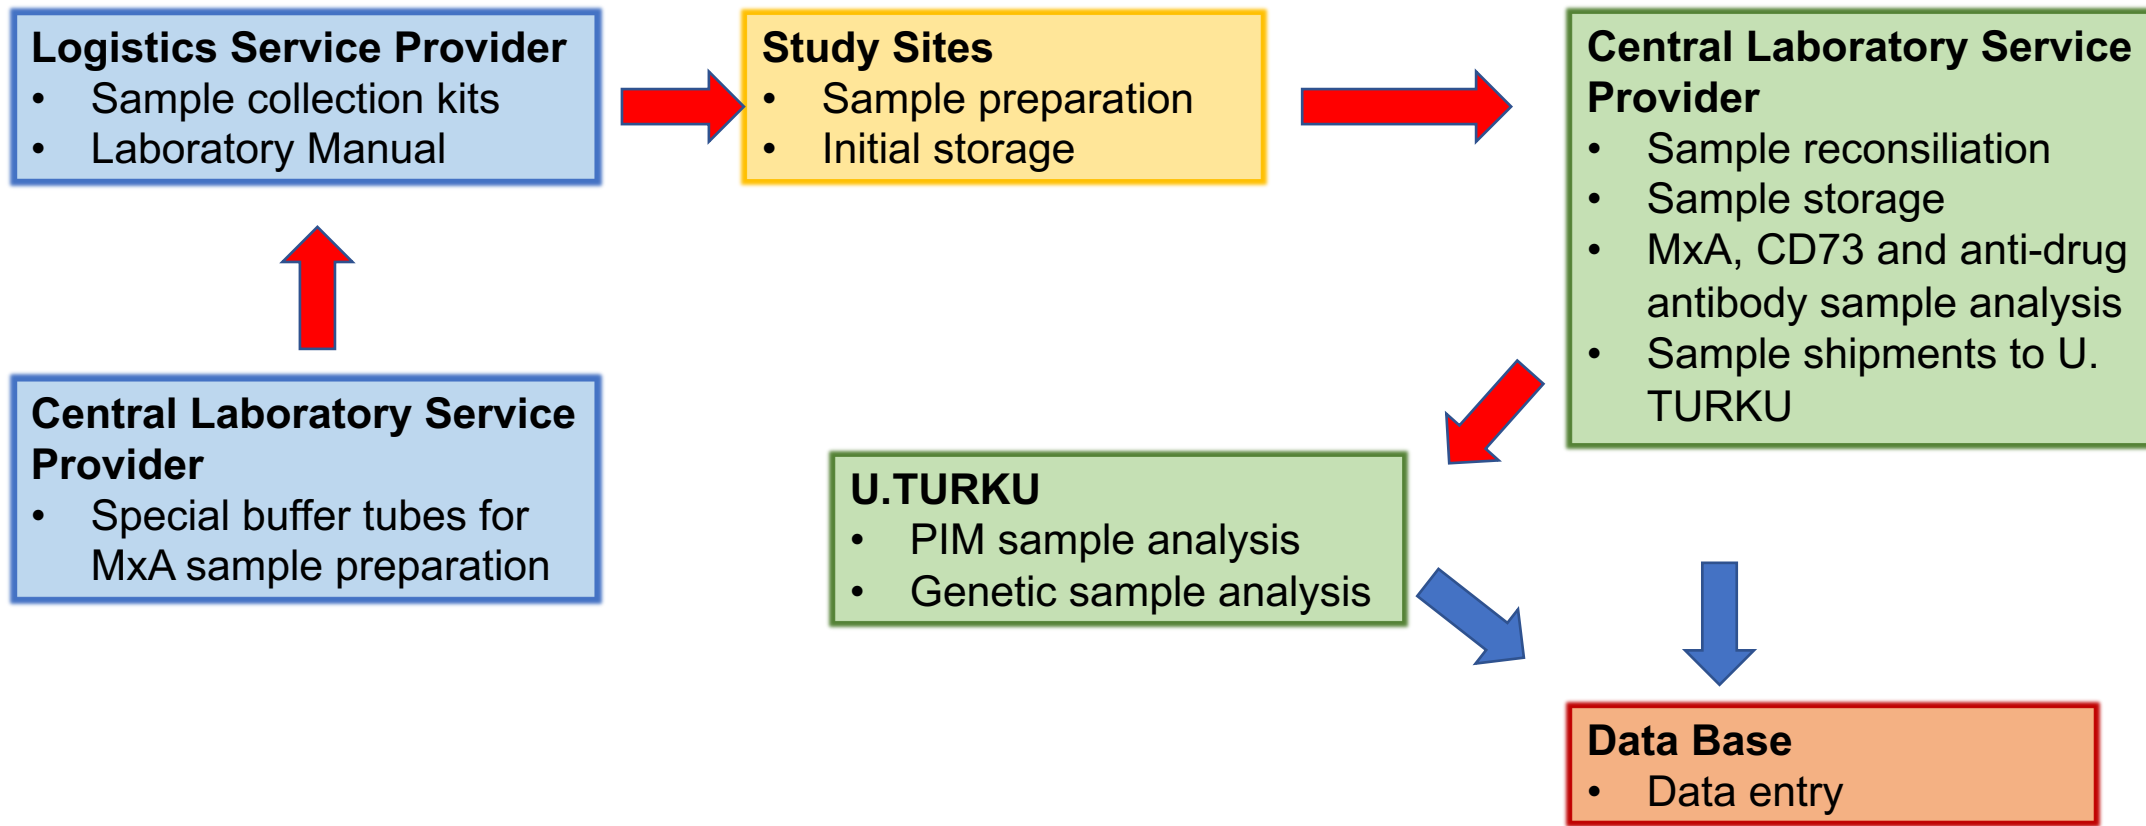 Logistics Service Provider
• Sample collection kits
• Laboratory Manual
Study Sites
• Sample preparation
• Initial storage
Central Laboratory Service
Provider
• Sample reconsiliation
• Sample storage
• MxA, CD73 and anti-drug
antibody sample analysis
• Sample shipments to U.
TURKU
Central Laboratory Service
Provider
• Special buffer tubes for
MxA sample preparation
U.TURKU
• PIM sample analysis
• Genetic sample analysis
Data Base
• Data entry